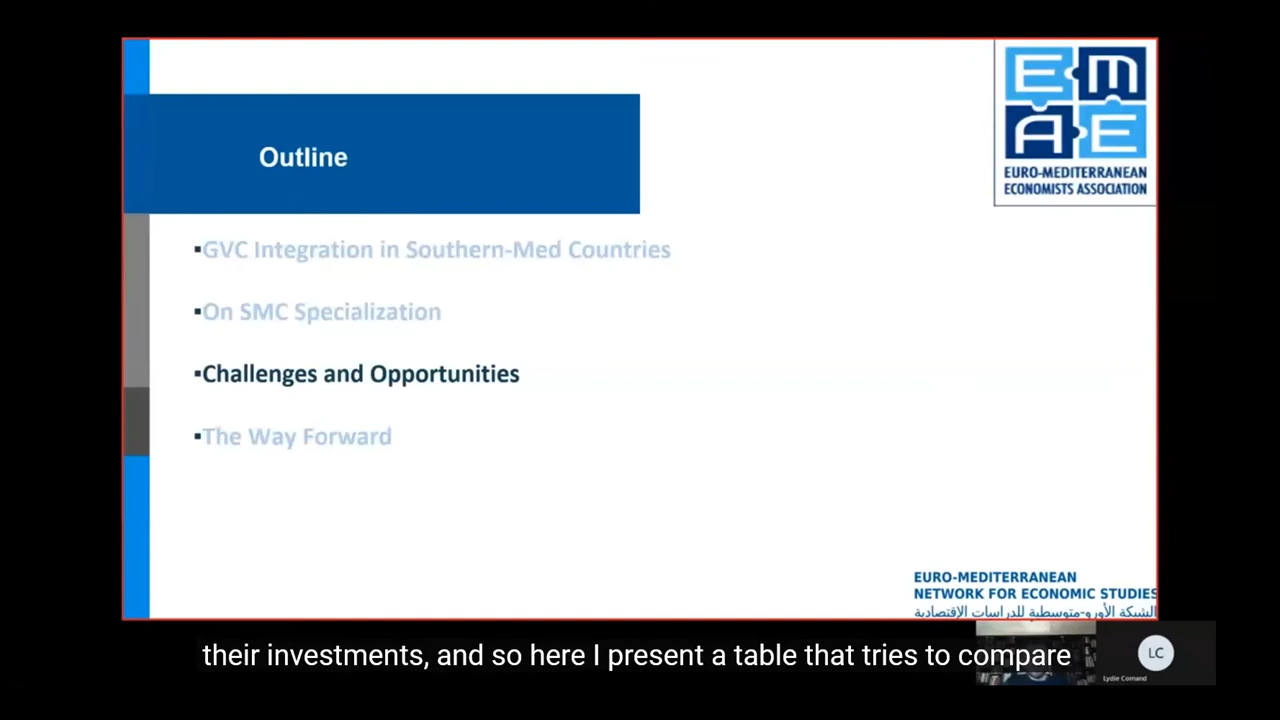 E M
A E
EURO-MEDITERRANEAN
ECONOMISTS ASSOCIATION
Outline
▪GVC Integration in Southern-Med Countries
▪On SMC Specialization
▪Challenges and Opportunities
▪The Way Forward
EURO-MEDITERRANEAN
NETWORK FOR ECONOMIC STUDIES
الشبكة الأورو-متوسطية للدراسات الإقتصادية
their investments, and so here I present a table that tries to compare
LC
Lydie Comand